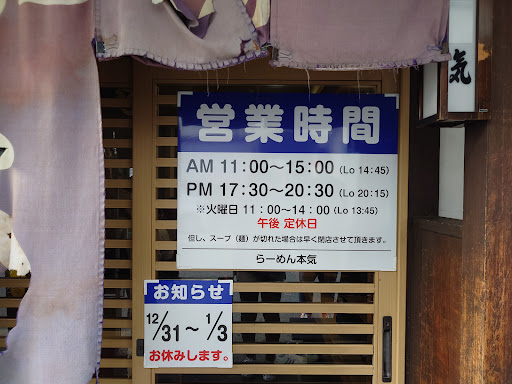 気
営業時間
AM 11:00～15:00 (Lo 14:45)
PM 17:30～20:30 (Lo 20:15)
※火曜日 11:00～14:00 (Lo 13:45)
午後 定休日
但し、スープ（麺）が切れた場合は早く閉店させて頂きます。
らーめん本気
お知らせ
12/31～1/3
お休みします。